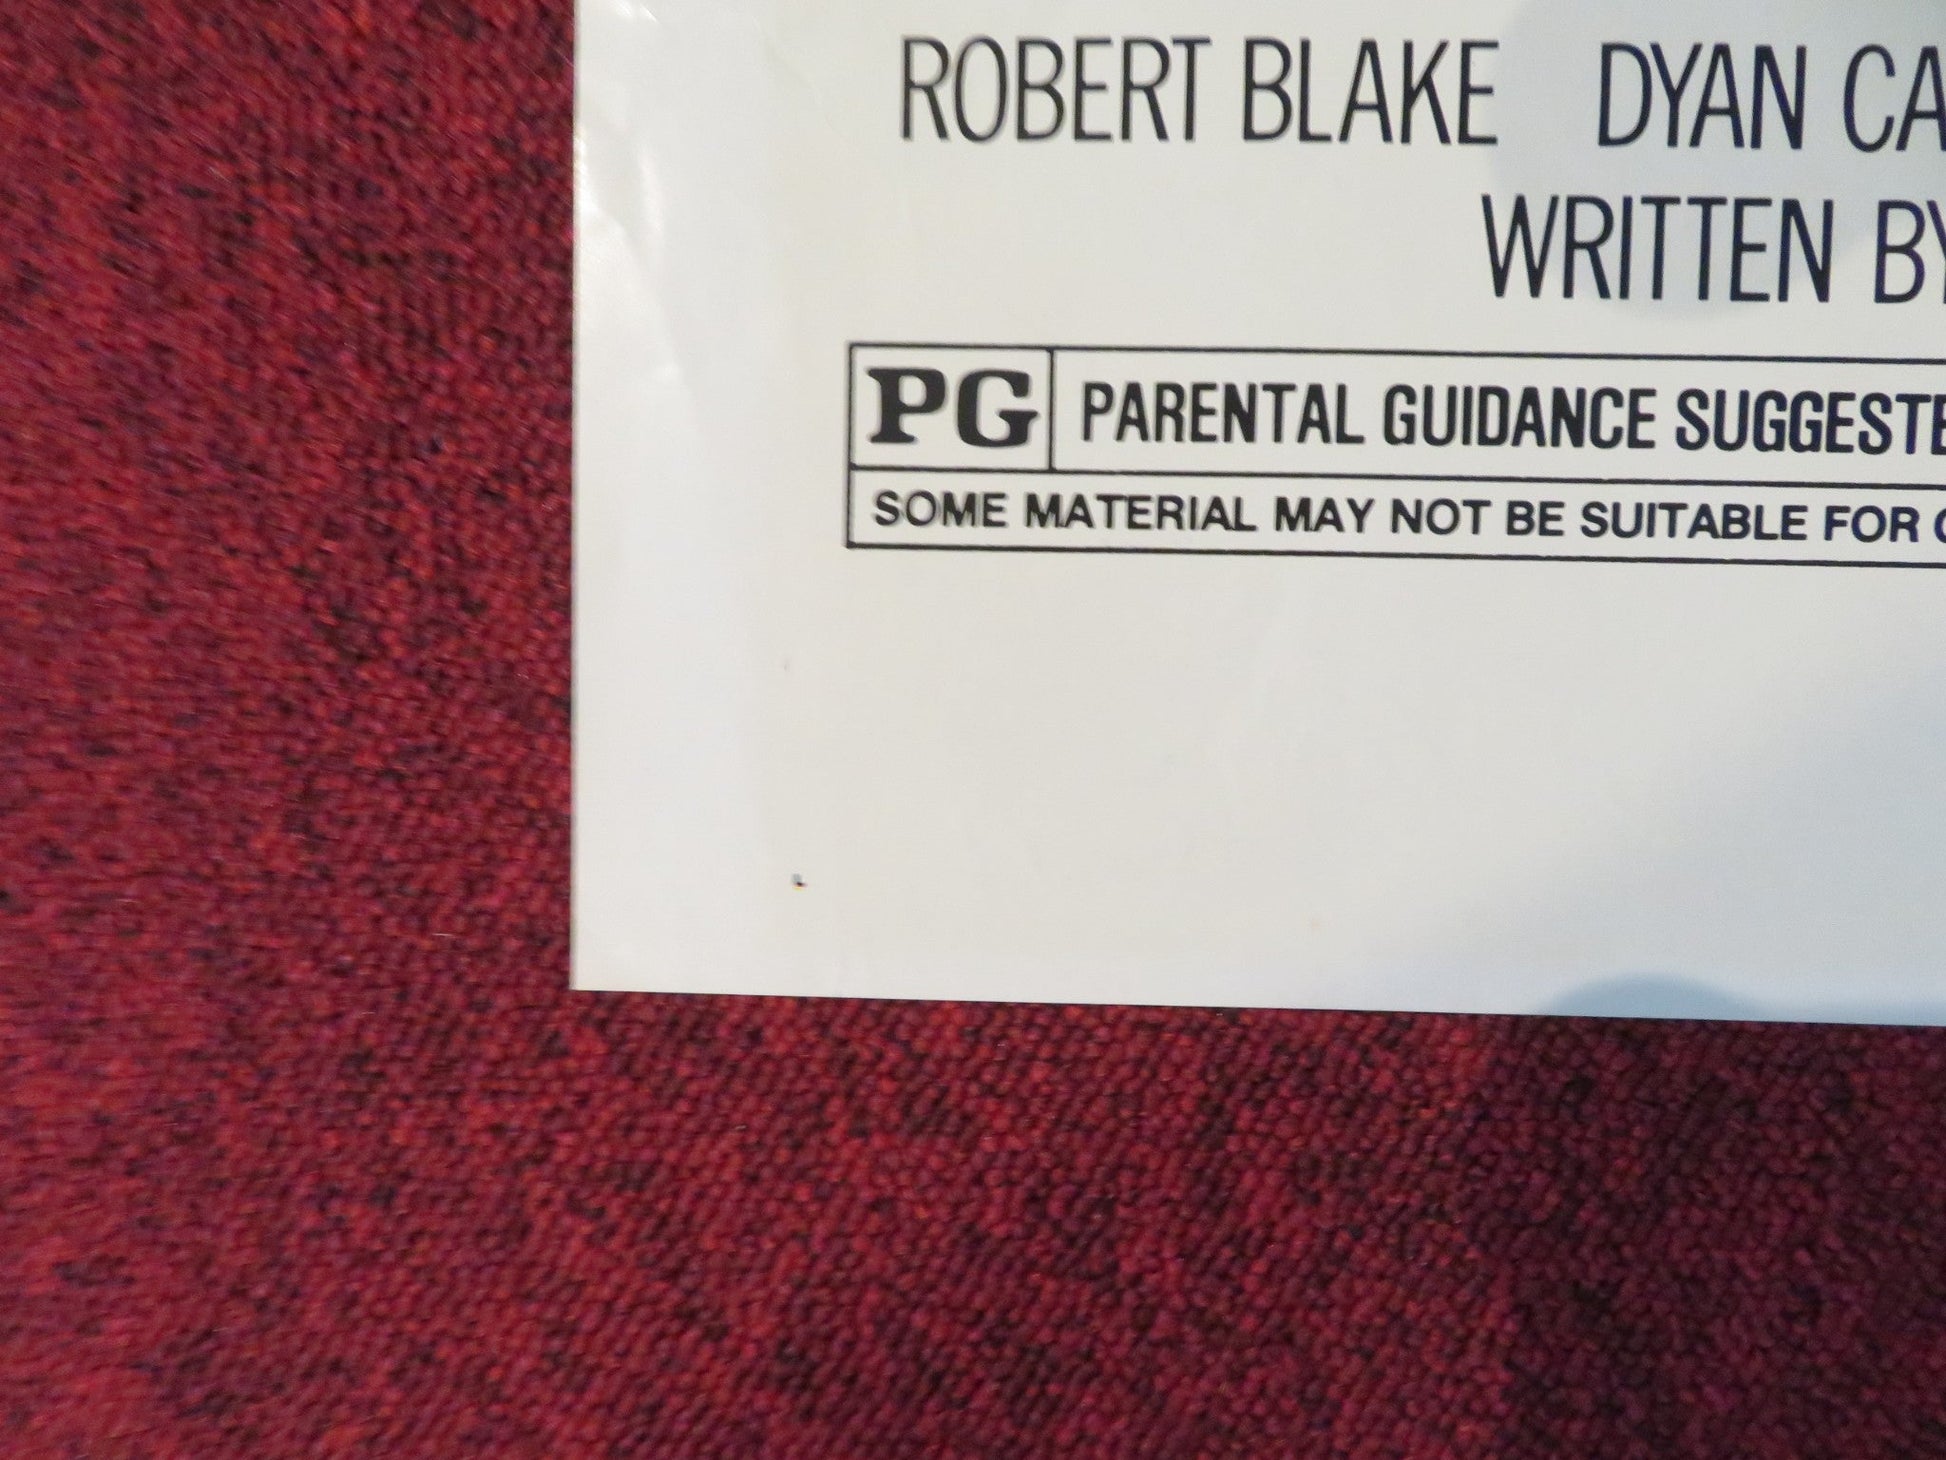 ROBERT BLAKE DYAN CA
WRITTEN BY
PG PARENTAL GUIDANCE SUGGESTE
SOME MATERIAL MAY NOT BE SUITABLE FOR